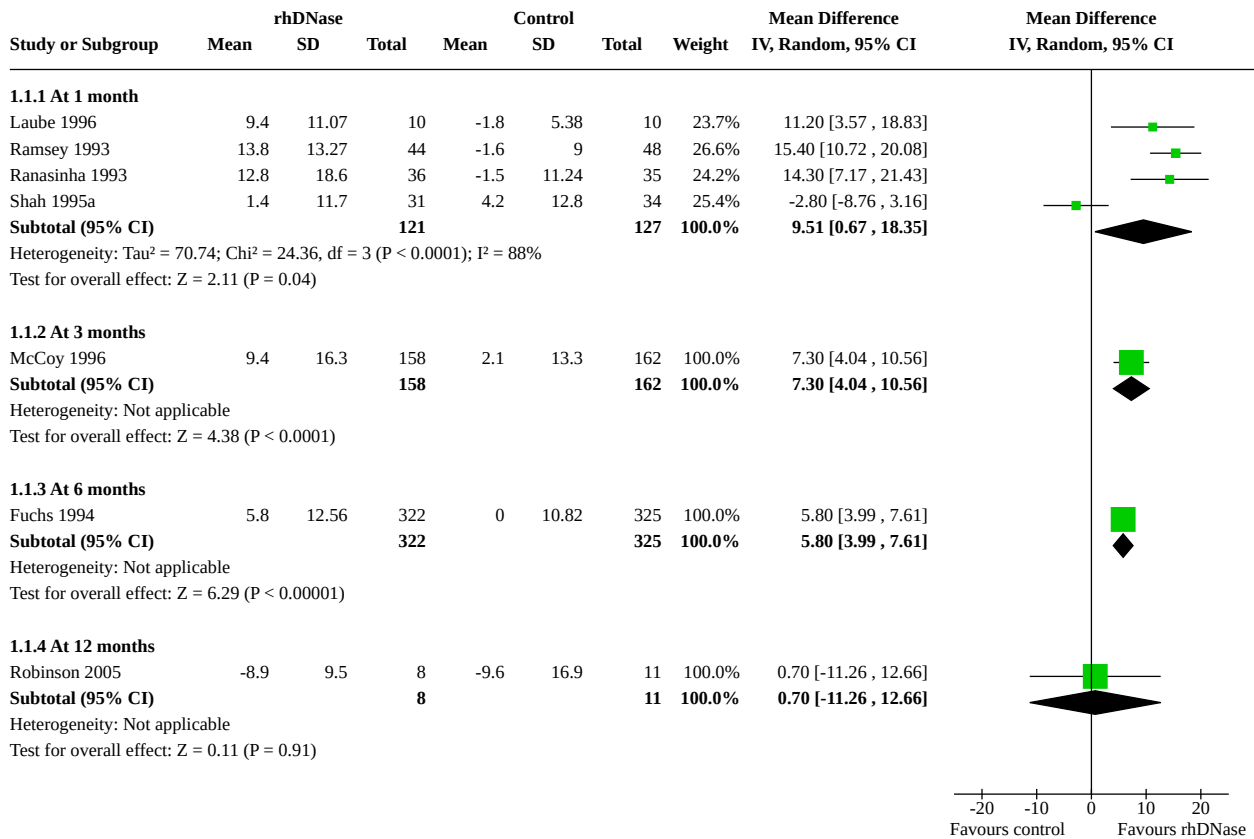 rhDNase Control Mean Difference Mean Difference
Study or Subgroup Mean SD Total Mean SD Total Weight IV, Random, 95% CI IV, Random, 95% CI
1.1.1 At 1 month
Laube 1996 9.4 11.07 10 -1.8 5.38 10 23.7% 11.20 [3.57 , 18.83]
Ramsey 1993 13.8 13.27 44 -1.6 9 48 26.6% 15.40 [10.72 , 20.08]
Ranasinha 1993 12.8 18.6 36 -1.5 11.24 35 24.2% 14.30 [7.17 , 21.43]
Shah 1995a 1.4 11.7 31 4.2 12.8 34 25.4% -2.80 [-8.76 , 3.16]
Subtotal (95% CI) 121 127 100.0% 9.51 [0.67 , 18.35]
Heterogeneity: Tau² = 70.74; Chi² = 24.36, df = 3 (P < 0.0001); I² = 88%
Test for overall effect: Z = 2.11 (P = 0.04)
1.1.2 At 3 months
McCoy 1996 9.4 16.3 158 2.1 13.3 162 100.0% 7.30 [4.04 , 10.56]
Subtotal (95% CI) 158 162 100.0% 7.30 [4.04 , 10.56]
Heterogeneity: Not applicable
Test for overall effect: Z = 4.38 (P < 0.0001)
1.1.3 At 6 months
Fuchs 1994 5.8 12.56 322 0 10.82 325 100.0% 5.80 [3.99 , 7.61]
Subtotal (95% CI) 322 325 100.0% 5.80 [3.99 , 7.61]
Heterogeneity: Not applicable
Test for overall effect: Z = 6.29 (P < 0.00001)
1.1.4 At 12 months
Robinson 2005 -8.9 9.5 8 -9.6 16.9 11 100.0% 0.70 [-11.26 , 12.66]
Subtotal (95% CI) 8 11 100.0% 0.70 [-11.26 , 12.66]
Heterogeneity: Not applicable
Test for overall effect: Z = 0.11 (P = 0.91)
-20 -10 0 10 20
Favours control Favours rhDNase